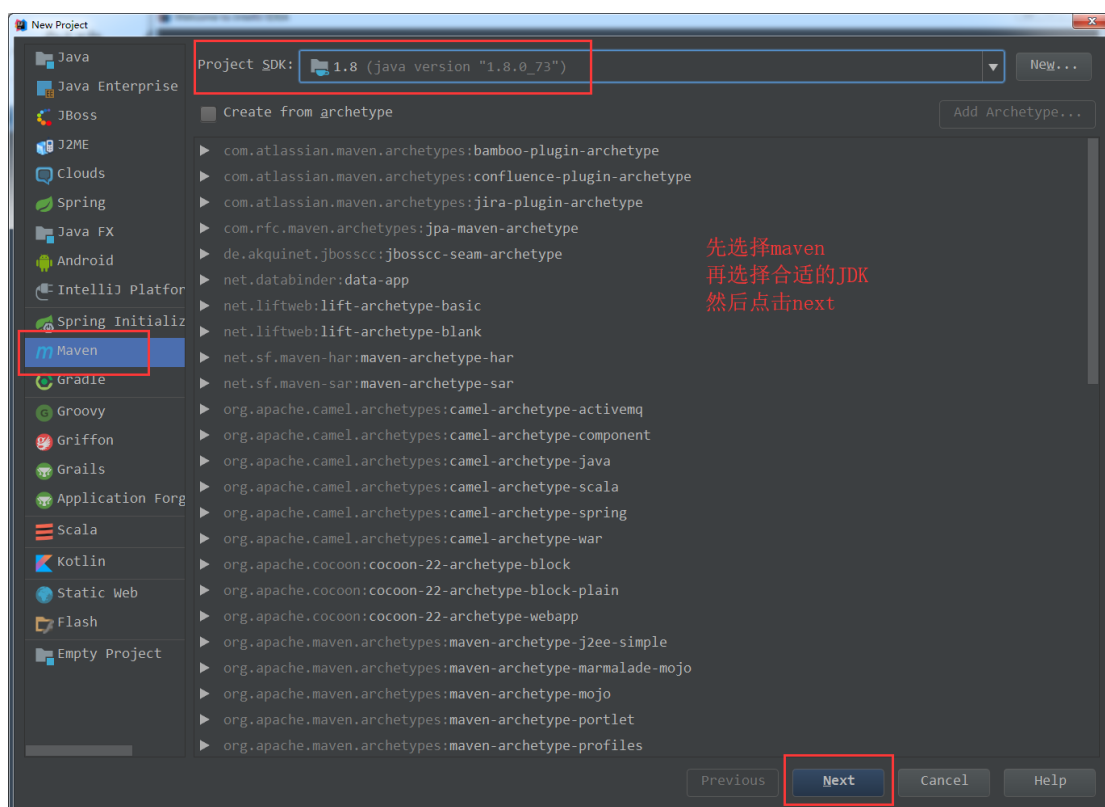 New Project
Java
Java Enterprise
JBoss
J2ME
Clouds
Spring
Java FX
Android
IntelliJ Platfor
Spring Initializ
Maven
Gradle
Groovy
Griffon
Grails
Application Forg
Scala
Kotlin
Static Web
Flash
Empty Project
Project SDK: 1.8 (java version "1.8.0_73") New...
Create from archetype Add Archetype...
com.atlassian.maven.archetypes:bamboo-plugin-archetype
com.atlassian.maven.archetypes:confluence-plugin-archetype
com.atlassian.maven.archetypes:jira-plugin-archetype
com.rfc.maven.archetypes:jpa-maven-archetype
de.akquinet.jbosscc:jbosscc-seam-archetype
net.databinder:data-app
net.liftweb:lift-archetype-basic
net.liftweb:lift-archetype-blank
net.sf.maven-har:maven-archetype-har
net.sf.maven-sar:maven-archetype-sar
org.apache.camel.archetypes:camel-archetype-activemq
org.apache.camel.archetypes:camel-archetype-component
org.apache.camel.archetypes:camel-archetype-java
org.apache.camel.archetypes:camel-archetype-scala
org.apache.camel.archetypes:camel-archetype-spring
org.apache.camel.archetypes:camel-archetype-war
org.apache.cocoon:cocoon-22-archetype-block
org.apache.cocoon:cocoon-22-archetype-block-plain
org.apache.cocoon:cocoon-22-archetype-webapp
org.apache.maven.archetypes:maven-archetype-j2ee-simple
org.apache.maven.archetypes:maven-archetype-marmalade-mojo
org.apache.maven.archetypes:maven-archetype-mojo
org.apache.maven.archetypes:maven-archetype-portlet
org.apache.maven.archetypes:maven-archetype-profiles
先选择maven
再选择合适的JDK
然后点击next
Previous Next Cancel Help